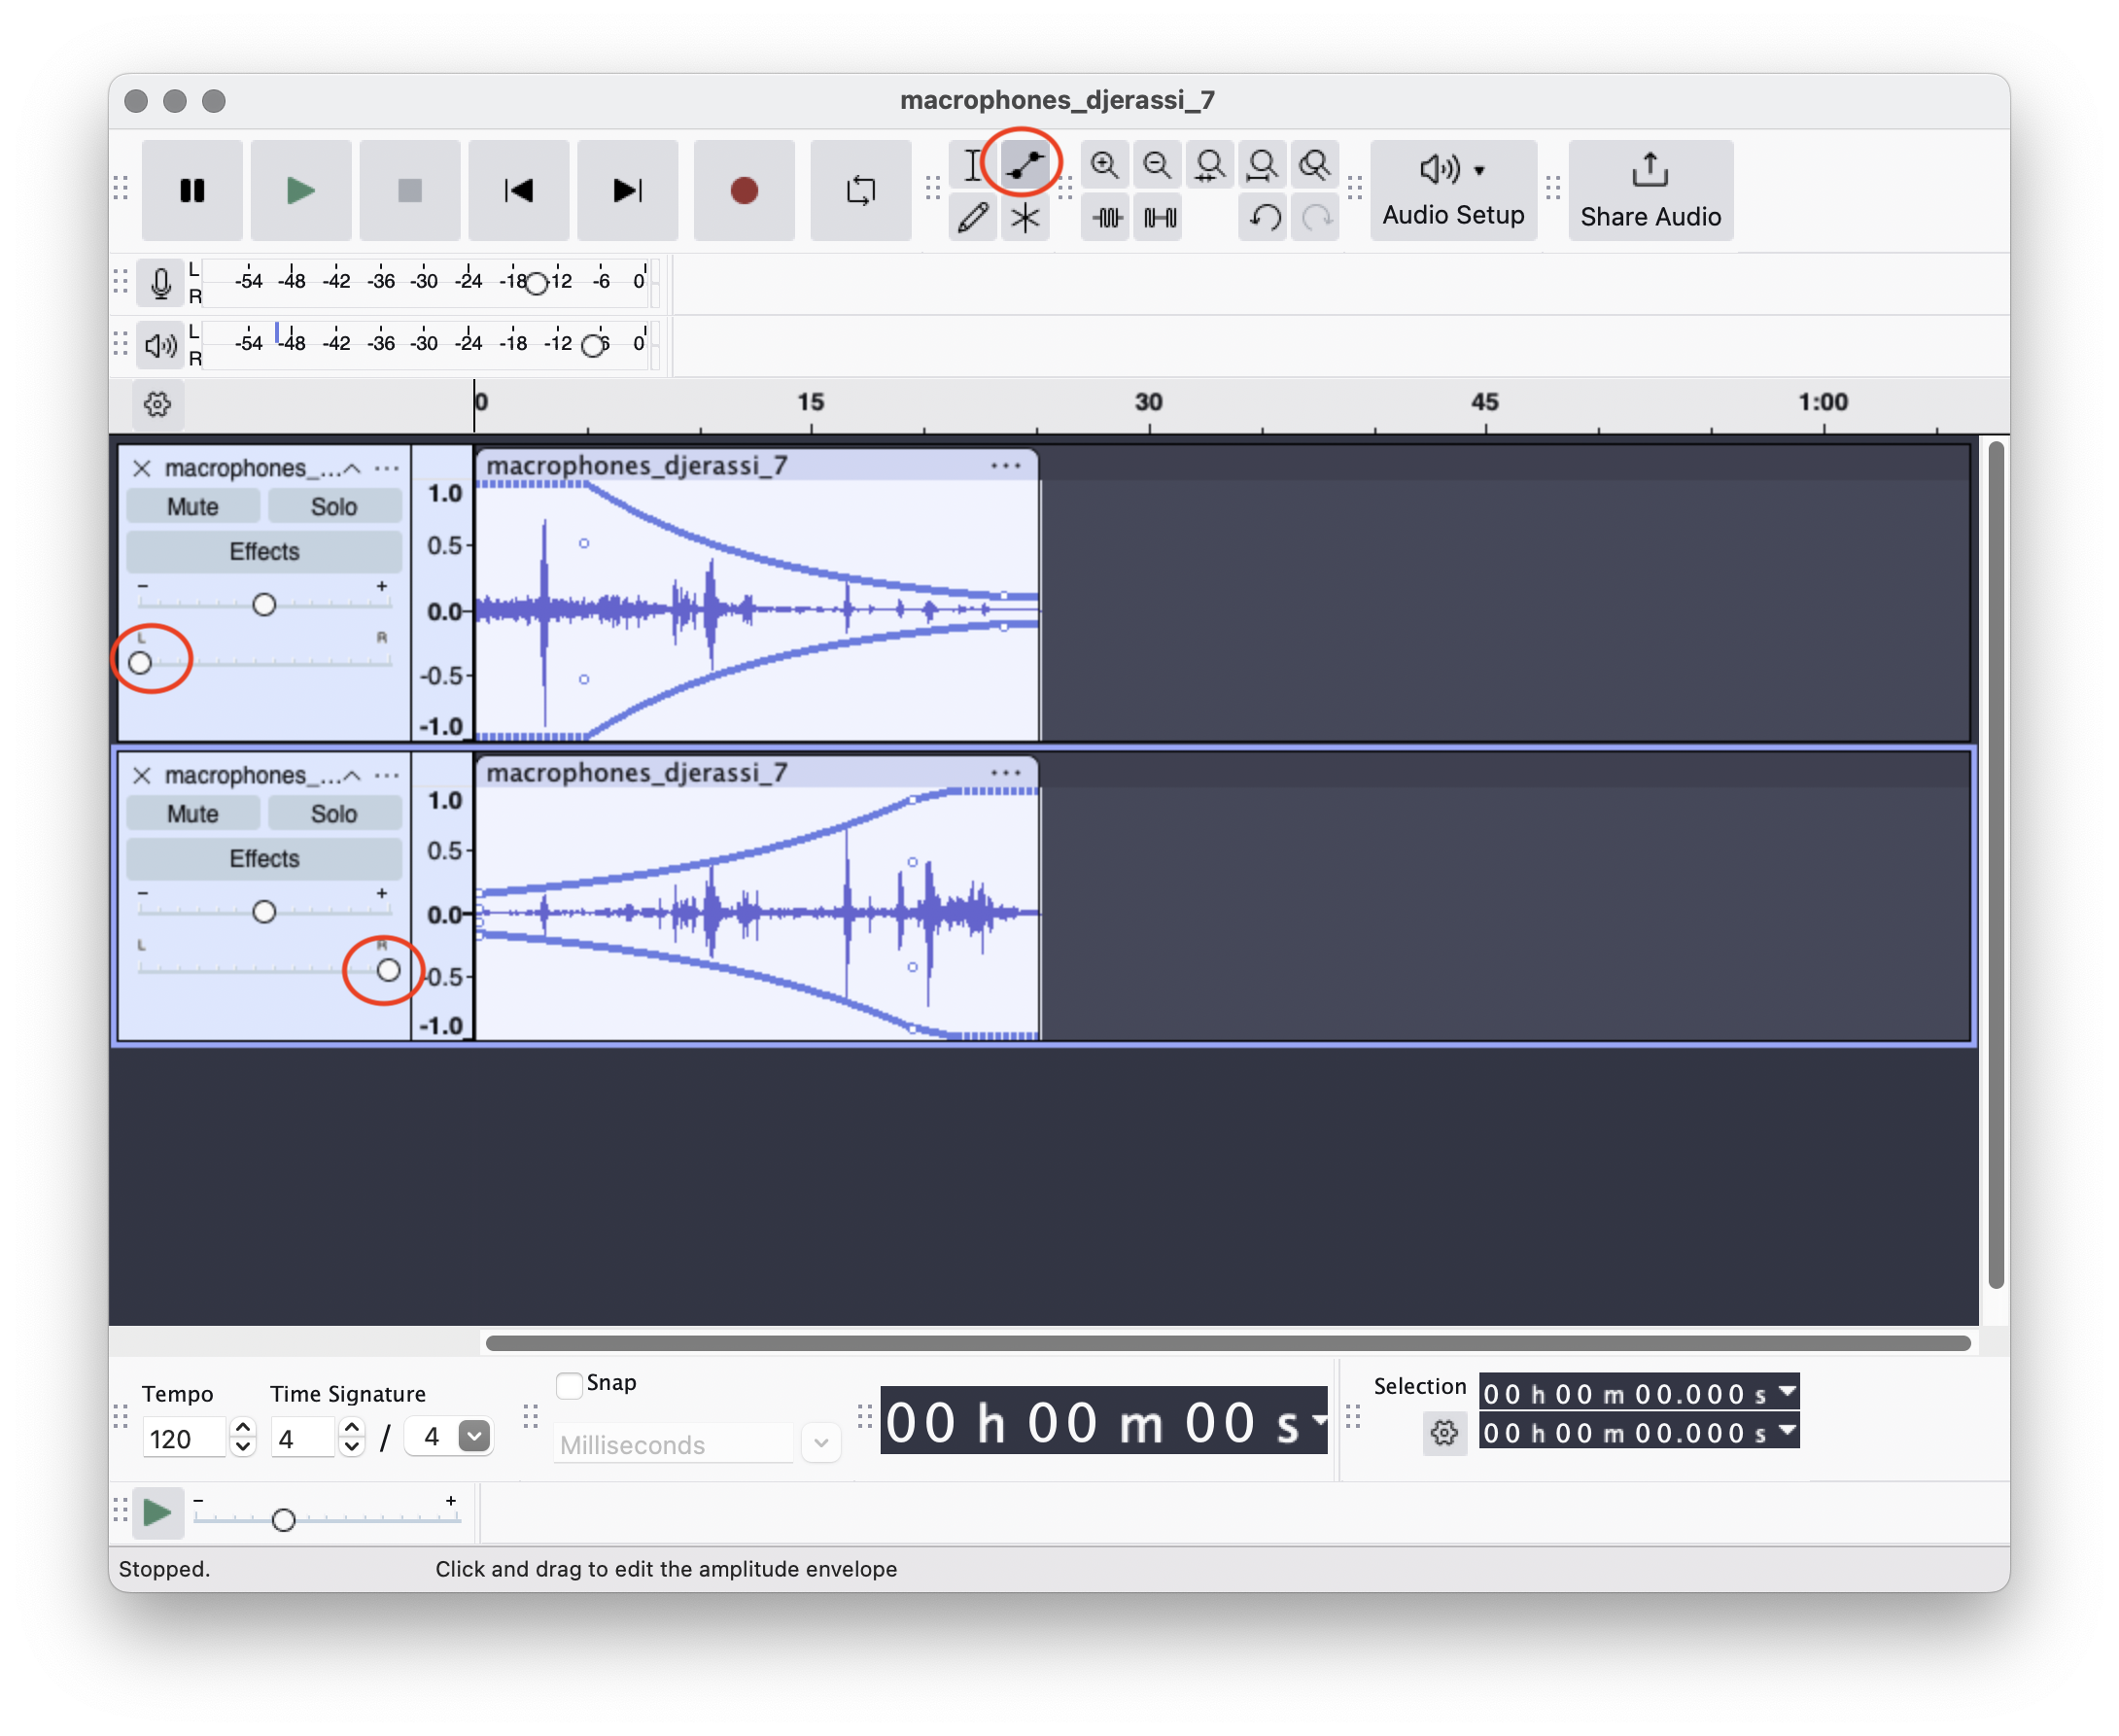 macrophones_djerassi_7
Audio Setup
Share Audio
L
R
-54 -48 -42 -36 -30 -24 -18 -12 -6 0
L
R
-54 -48 -42 -36 -30 -24 -18 -12 -6 0
0 15 30 45 1:00
macrophones_...
Mute Solo
Effects
- +
L R
1.0
0.5
0.0
-0.5
-1.0
macrophones_djerassi_7
macrophones_...
Mute Solo
Effects
- +
L R
1.0
0.5
0.0
-0.5
-1.0
macrophones_djerassi_7
Tempo
120
Time Signature
4 / 4
Snap
Milliseconds
00 h 00 m 00 s
Selection
00 h 00 m 00.000 s
00 h 00 m 00.000 s
- +
Stopped.
Click and drag to edit the amplitude envelope